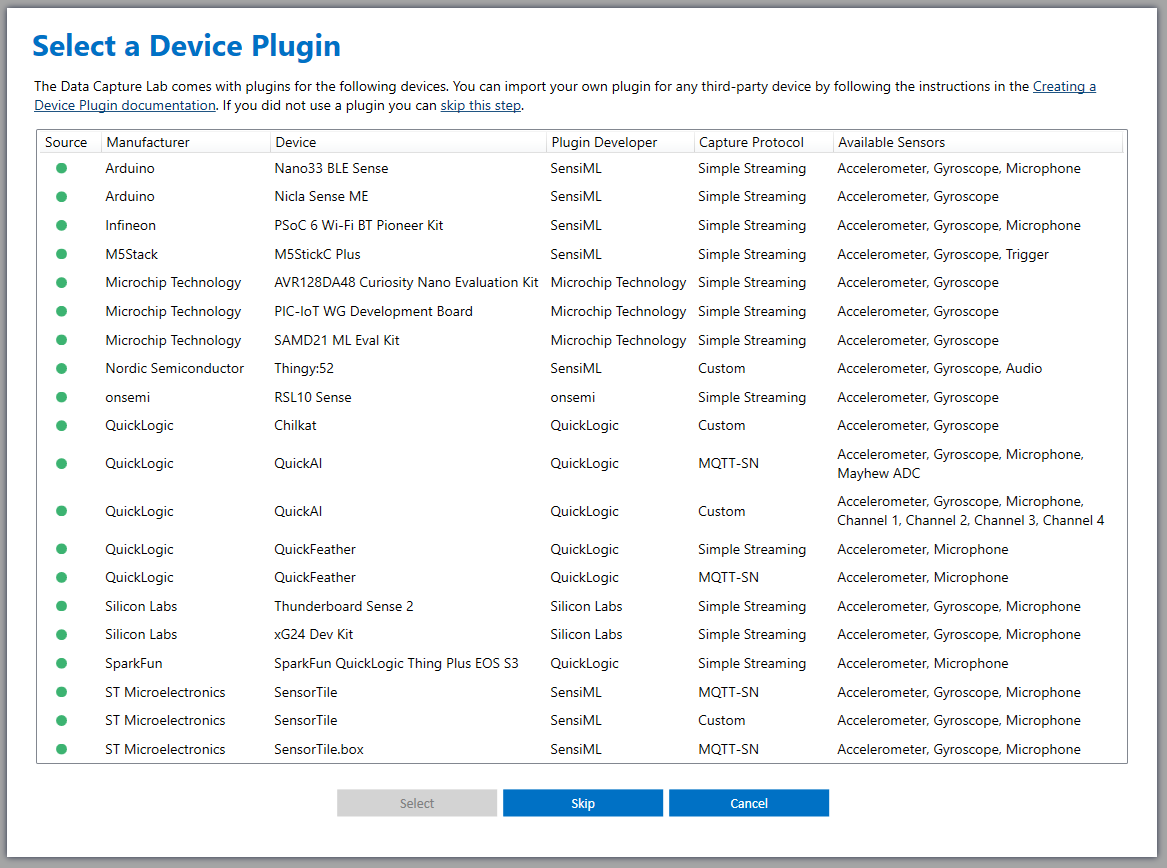 Select a Device Plugin
The Data Capture Lab comes with plugins for the following devices. You can import your own plugin for any third-party device by following the instructions in the Creating a
Device Plugin documentation. If you did not use a plugin you can skip this step.
Source Manufacturer Device Plugin Developer Capture Protocol Available Sensors
Arduino Nano33 BLE Sense SensiML Simple Streaming Accelerometer, Gyroscope, Microphone
Arduino Nicla Sense ME SensiML Simple Streaming Accelerometer, Gyroscope
Infineon PSoC 6 Wi-Fi BT Pioneer Kit SensiML Simple Streaming Accelerometer, Gyroscope, Microphone
M5Stack M5StickC Plus SensiML Simple Streaming Accelerometer, Gyroscope, Trigger
Microchip Technology AVR128DA48 Curiosity Nano Evaluation Kit Microchip Technology Simple Streaming Accelerometer, Gyroscope
Microchip Technology PIC-IoT WG Development Board Microchip Technology Simple Streaming Accelerometer, Gyroscope
Microchip Technology SAMD21 ML Eval Kit Microchip Technology Simple Streaming Accelerometer, Gyroscope
Nordic Semiconductor Thingy:52 SensiML Custom Accelerometer, Gyroscope, Audio
onsemi RSL10 Sense onsemi Simple Streaming Accelerometer, Gyroscope
QuickLogic Chilkat QuickLogic Custom Accelerometer, Gyroscope
QuickLogic QuickAI QuickLogic MQTT-SN Accelerometer, Gyroscope, Microphone,
Mayhew ADC
QuickLogic QuickAI QuickLogic Custom Accelerometer, Gyroscope, Microphone,
Channel 1, Channel 2, Channel 3, Channel 4
QuickLogic QuickFeather QuickLogic Simple Streaming Accelerometer, Microphone
QuickLogic QuickFeather QuickLogic MQTT-SN Accelerometer, Microphone
Silicon Labs Thunderboard Sense 2 Silicon Labs Simple Streaming Accelerometer, Gyroscope, Microphone
Silicon Labs xG24 Dev Kit Silicon Labs Simple Streaming Accelerometer, Gyroscope, Microphone
SparkFun SparkFun QuickLogic Thing Plus EOS S3 QuickLogic Simple Streaming Accelerometer, Microphone
ST Microelectronics SensorTile SensiML MQTT-SN Accelerometer, Gyroscope, Microphone
ST Microelectronics SensorTile SensiML Custom Accelerometer, Gyroscope, Microphone
ST Microelectronics SensorTile.box SensiML MQTT-SN Accelerometer, Gyroscope, Microphone
Select Skip Cancel